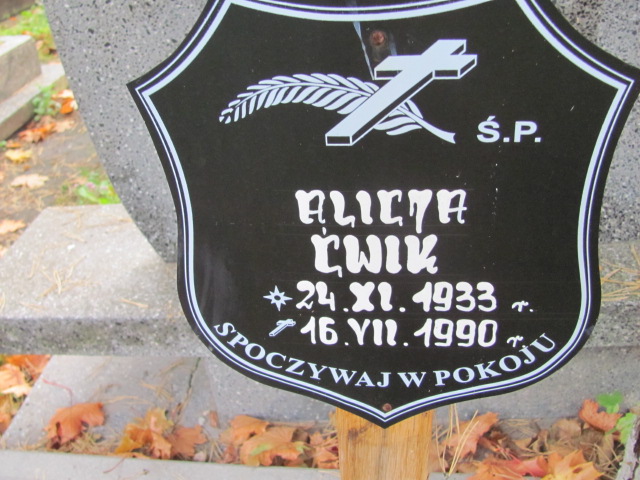 Ś.P.
ALICJA
ĆWIK
24.XI.1933 r.
16.VII.1990 r.
SPOCZYWAJ W POKOJU